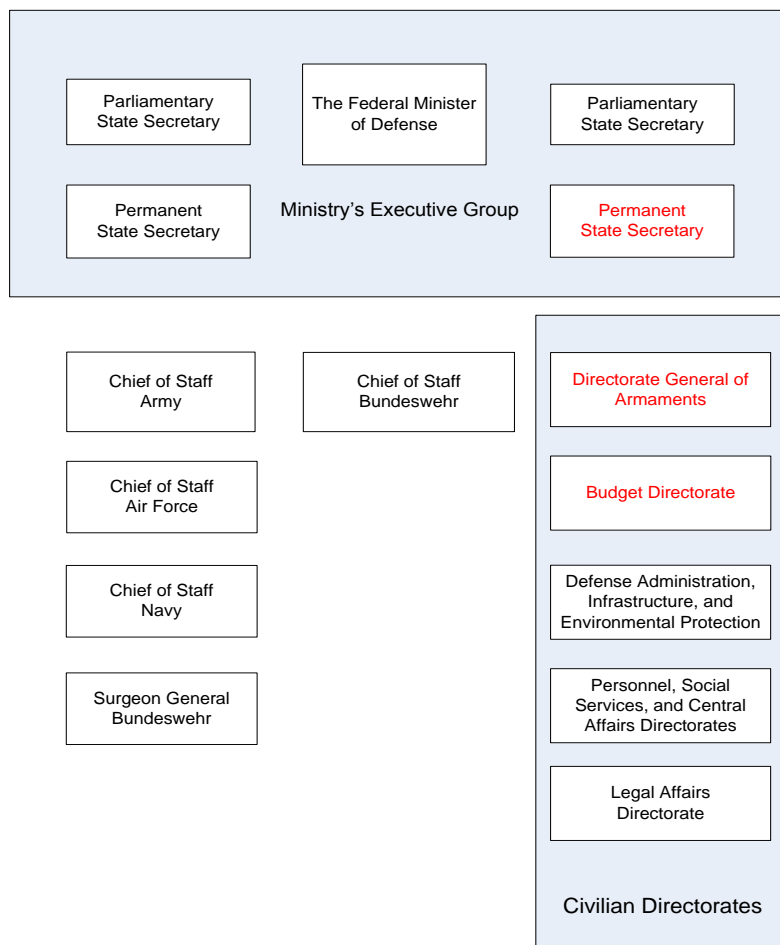 Parliamentary
State Secretary
The Federal Minister
of Defense
Parliamentary
State Secretary
Permanent
State Secretary
Ministry’s Executive Group
Permanent
State Secretary
Chief of Staff
Army
Chief of Staff
Bundeswehr
Directorate General of
Armaments
Chief of Staff
Air Force
Budget Directorate
Chief of Staff
Navy
Defense Administration,
Infrastructure, and
Environmental Protection
Surgeon General
Bundeswehr
Personnel, Social
Services, and Central
Affairs Directorates
Legal Affairs
Directorate
Civilian Directorates